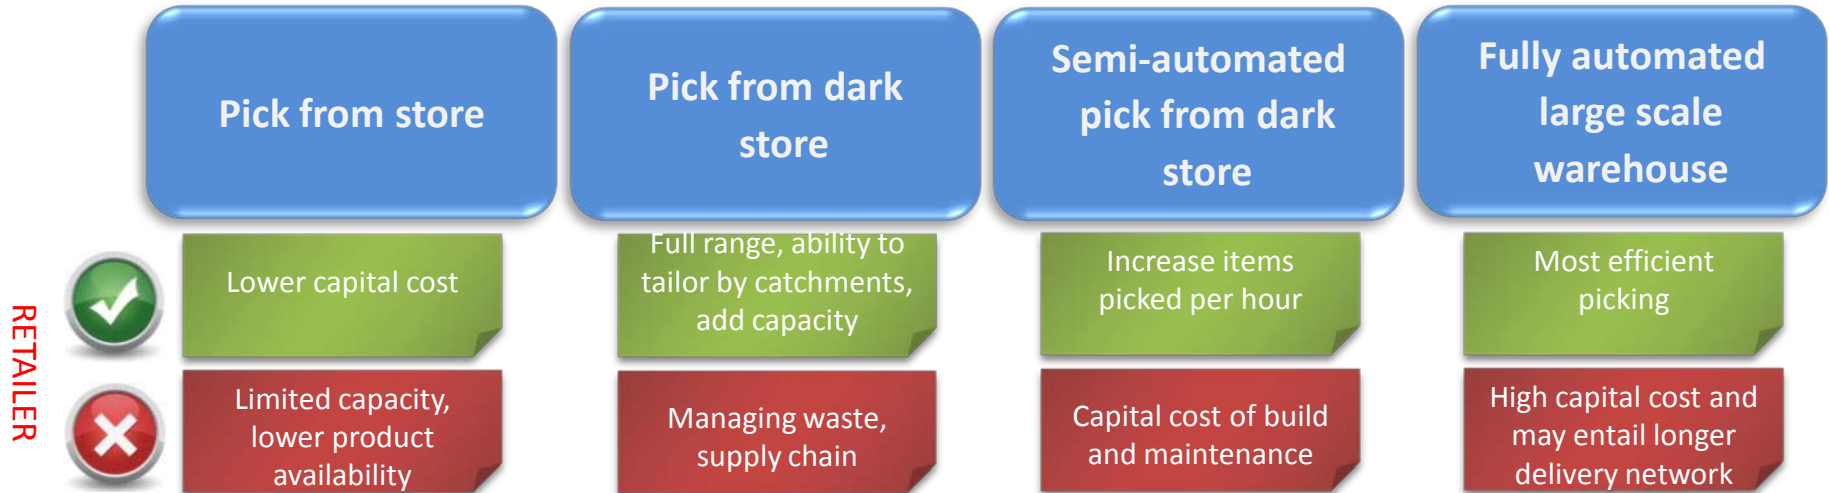 Pick from store
Pick from dark
store
Semi-automated
pick from dark
store
Fully automated
large scale
warehouse
RETAILER
Lower capital cost
Full range, ability to
tailor by catchments,
add capacity
Increase items
picked per hour
Most efficient
picking
Limited capacity,
lower product
availability
Managing waste,
supply chain
Capital cost of build
and maintenance
High capital cost and
may entail longer
delivery network